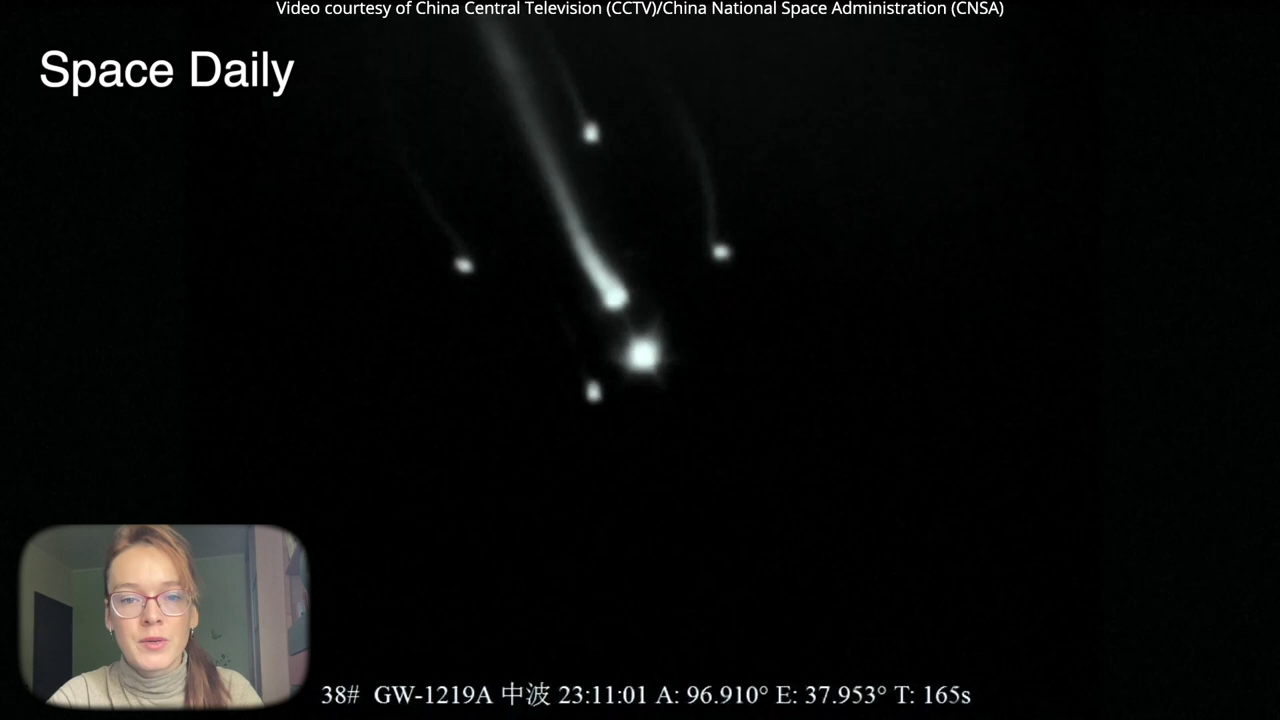 Video courtesy of China Central Television (CCTV)/China National Space Administration (CNSA)
Space Daily
38# GW-1219A 中波 23:11:01 A: 96.910° E: 37.953° T: 165s